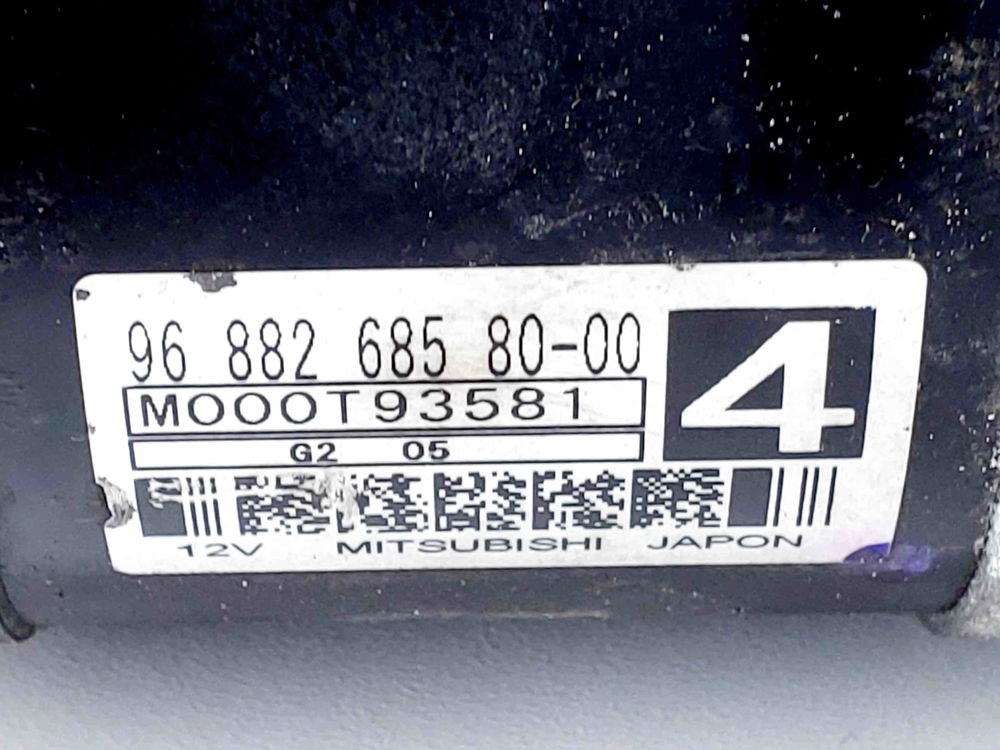 96 882 685 80-00
4
M000T93581
G2 05
12V MITSUBISHI JAPON